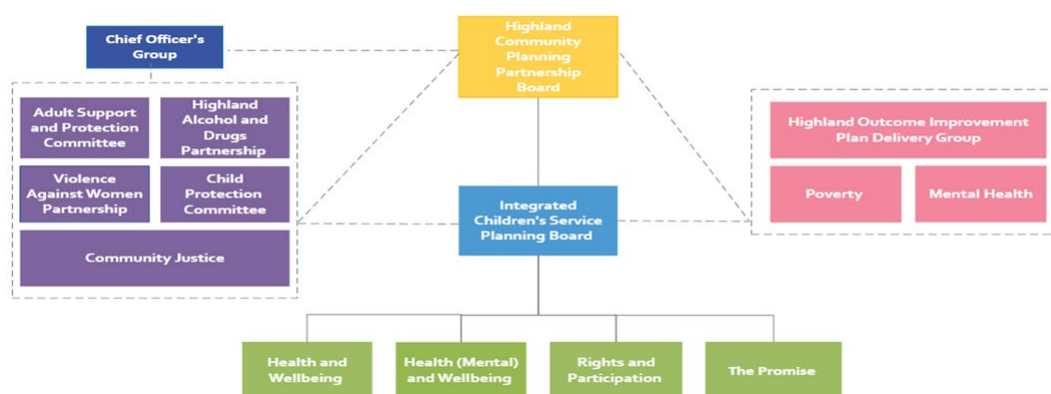 Chief Officer's
Group
Highland
Community
Planning
Partnership
Board
Adult Support
and Protection
Committee
Highland
Alcohol and
Drugs
Partnership
Violence
Against Women
Partnership
Child
Protection
Committee
Community Justice
Integrated
Children's Service
Planning Board
Highland Outcome Improvement
Plan Delivery Group
Poverty
Mental Health
Health and
Wellbeing
Health (Mental)
and Wellbeing
Rights and
Participation
The Promise